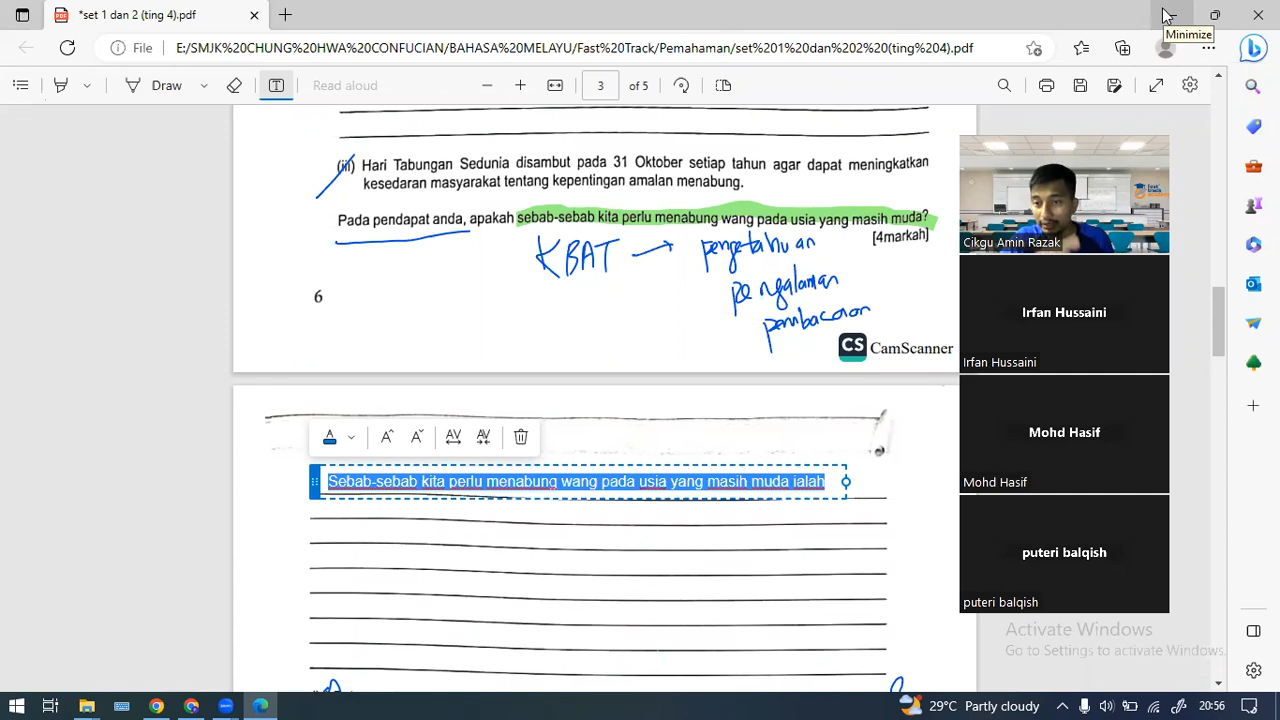 *set 1 dan 2 (ting 4).pdf
Minimize
File
E:/SMJK%20CHUNG%20HWA%20CONFUCIAN/BAHASA%20MELAYU/Fast%20Track/Pemahaman/set%201%20dan%202%20(ting%204).pdf
Draw
Read aloud
3 of 5
(iii) Hari Tabungan Sedunia disambut pada 31 Oktober setiap tahun agar dapat meningkatkan
kesedaran masyarakat tentang kepentingan amalan menabung.
Pada pendapat anda, apakah sebab-sebab kita perlu menabung wang pada usia yang masih muda?
[4markah]
KBAT → pengetahuan
pengalaman
pembacaan
6
CS CamScanner
Cikgu Amin Razak
Irfan Hussaini
Irfan Hussaini
Mohd Hasif
Mohd Hasif
puteri balqish
puteri balqish
Sebab-sebab kita perlu menabung wang pada usia yang masih muda ialah
Activate Windows
Go to Settings to activate Windows.
29°C Partly cloudy
20:56